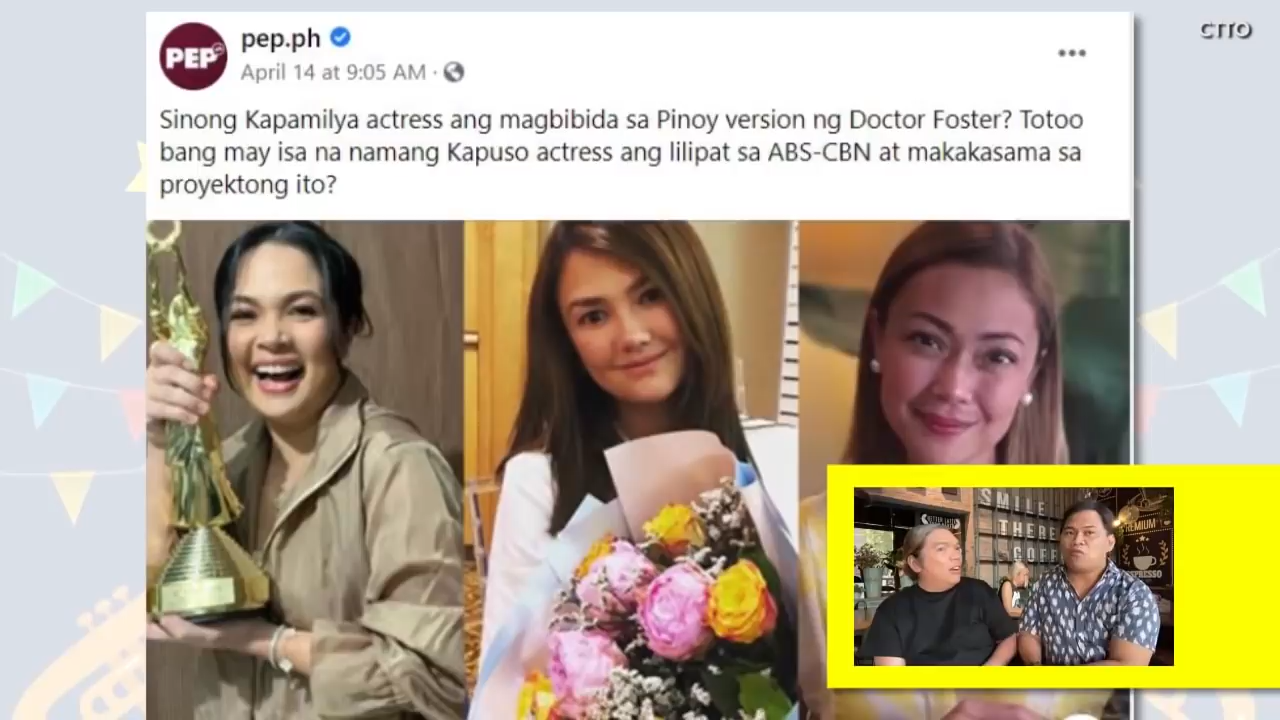 CTTO
PEP.ph
pep.ph
April 14 at 9:05 AM
Sinong Kapamilya actress ang magbibida sa Pinoy version ng Doctor Foster? Totoo
bang may isa na namang Kapuso actress ang lilipat sa ABS-CBN at makakasama sa
proyektong ito?
SMILE
THERE
PREMIUM
ESPRESSO